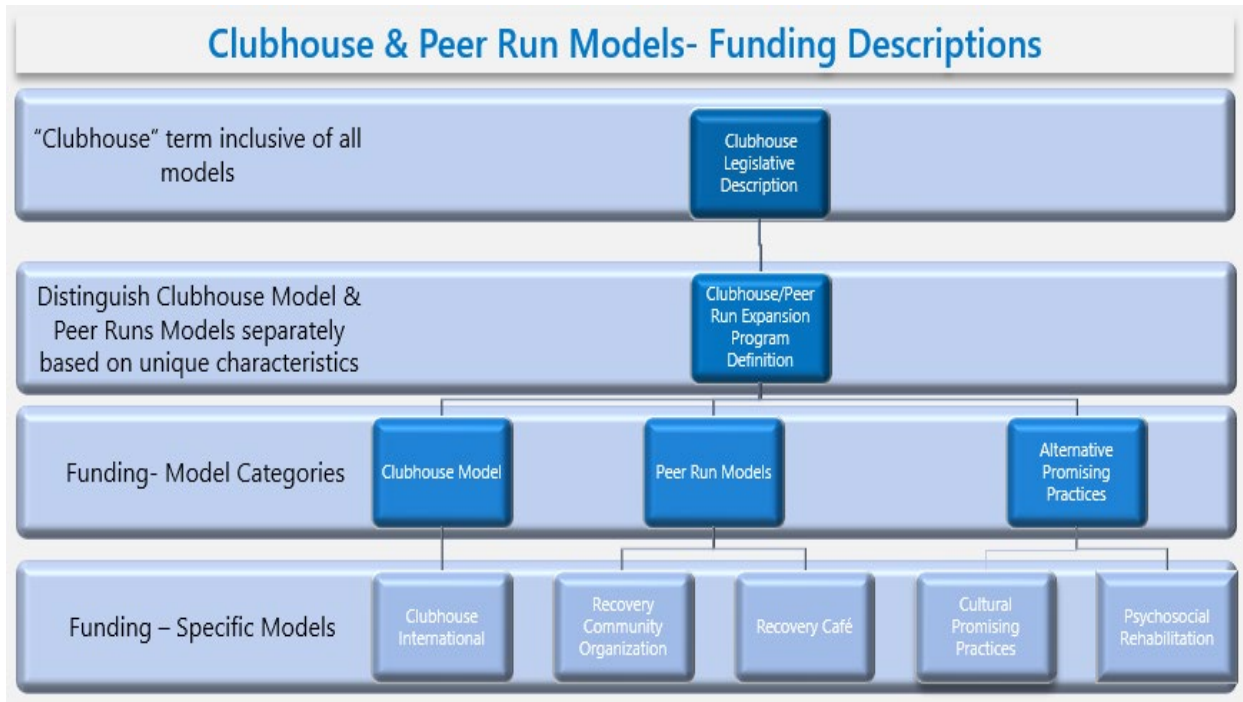 Clubhouse & Peer Run Models- Funding Descriptions
“Clubhouse” term inclusive of all
models
Clubhouse
Legislative
Description
Distinguish Clubhouse Model &
Peer Runs Models separately
based on unique characteristics
Clubhouse/Peer
Run Expansion
Program
Definition
Funding- Model Categories
Clubhouse Model
Peer Run Models
Alternative
Promising
Practices
Funding – Specific Models
Clubhouse
International
Recovery
Community
Organization
Recovery Café
Cultural
Promising
Practices
Psychosocial
Rehabilitation